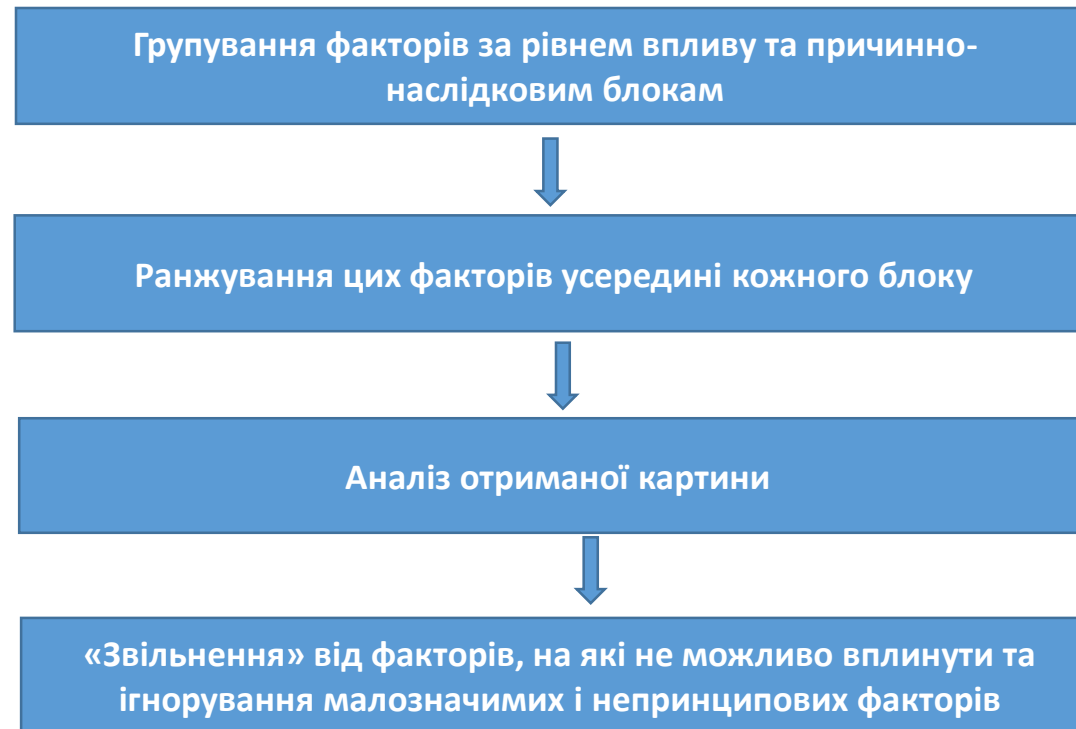 Групування факторів за рівнем впливу та причинно-
наслідковим блокам
Ранжування цих факторів усередині кожного блоку
Аналіз отриманої картини
«Звільнення» від факторів, на які не можливо вплинути та
ігнорування малозначимих і непринципових факторів